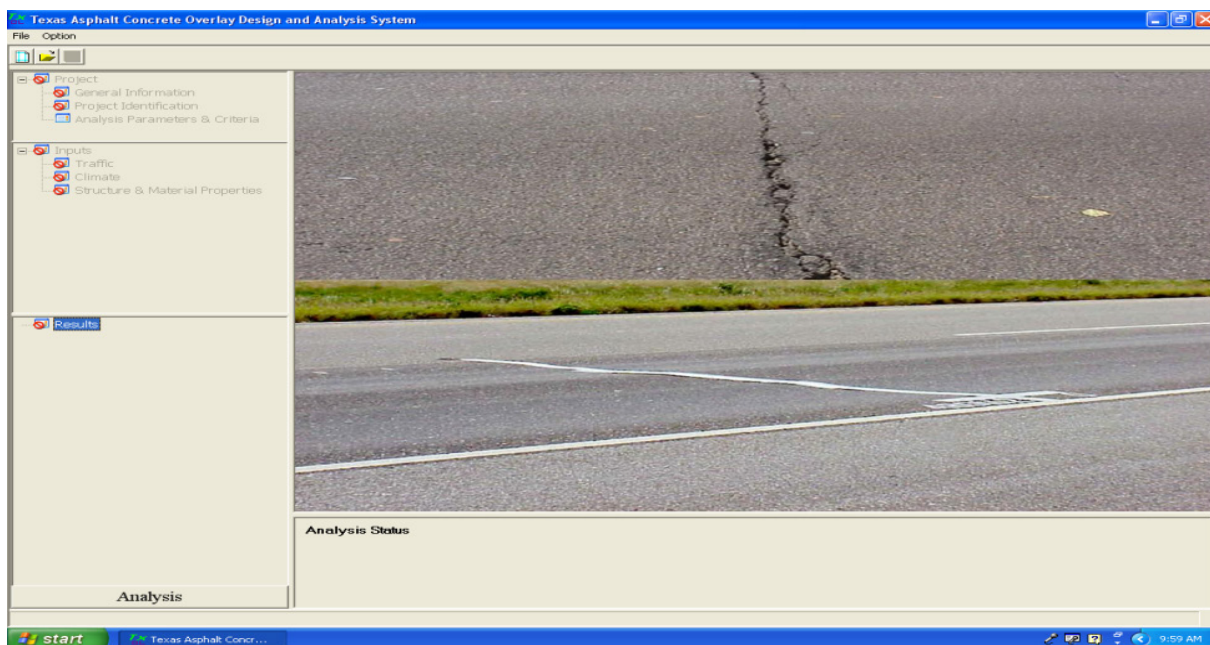 Texas Asphalt Concrete Overlay Design and Analysis System
File Option
Project
General Information
Project Identification
Analysis Parameters & Criteria
Inputs
Traffic
Climate
Structure & Material Properties
Results
Analysis Status
Analysis
start Texas Asphalt Concr... 9:59 AM